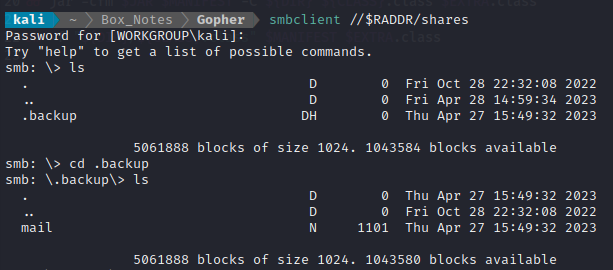 kali ~ Box_Notes Gopher smbclient //$RADDR/shares
Password for [WORKGROUP\kali]:
Try "help" to get a list of possible commands.
smb: \> ls
. D 0 Fri Oct 28 22:32:08 2022
.. D 0 Fri Apr 28 14:59:34 2023
.backup DH 0 Thu Apr 27 15:49:32 2023
5061888 blocks of size 1024. 1043584 blocks available
smb: \> cd .backup
smb: \.backup\> ls
. D 0 Thu Apr 27 15:49:32 2023
.. D 0 Fri Oct 28 22:32:08 2022
mail N 1101 Thu Apr 27 15:49:32 2023
5061888 blocks of size 1024. 1043580 blocks available